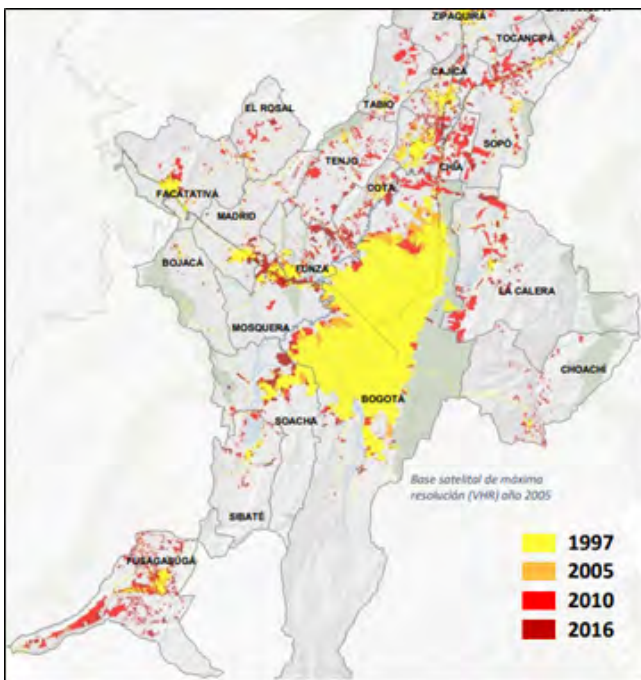 ZIPAQUIRÁ
TOCANCIPÁ
CAJICÁ
EL ROSAL
TABIO
SOPÓ
TENJO
CHÍA
COTA
FACATATIVÁ
MADRID
BOJACÁ
FUNZA
LA CALERA
MOSQUERA
CHOACHÍ
BOGOTÁ
SOACHA
Base satelital de máxima
resolución (VHR) año 2005
SIBATÉ
FUSAGASUGÁ
1997
2005
2010
2016